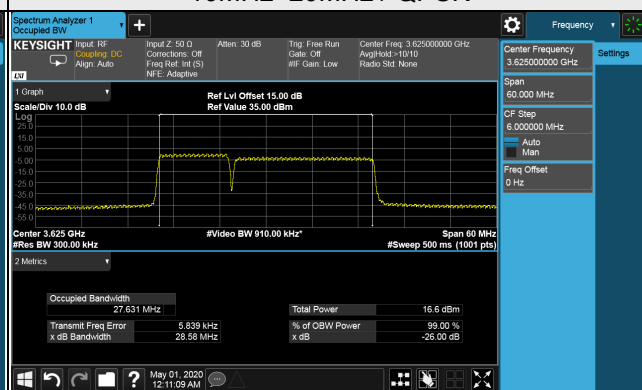 Spectrum Analyzer 1
Occupied BW
Frequency
KEYSIGHT
Input: RF
Coupling: DC
Align: Auto
Input Z: 50 Ω
Corrections: Off
Freq Ref: Int (S)
NFE: Adaptive
Atten: 30 dB
Trig: Free Run
Gate: Off
#IF Gain: Low
Center Freq: 3.625000000 GHz
Avg|Hold:>10/10
Radio Std: None
LXI
Center Frequency
3.625000000 GHz
Settings
Span
60.000 MHz
CF Step
6.000000 MHz
Auto
Man
Freq Offset
0 Hz
1 Graph
Scale/Div 10.0 dB
Ref Lvl Offset 15.00 dB
Ref Value 35.00 dBm
Log
25.0
15.0
5.00
-5.00
-15.0
-25.0
-35.0
-45.0
-55.0
Center 3.625 GHz
#Res BW 300.00 kHz
#Video BW 910.00 kHz*
Span 60 MHz
#Sweep 500 ms (1001 pts)
2 Metrics
Occupied Bandwidth
27.631 MHz
Total Power 16.6 dBm
Transmit Freq Error 5.839 kHz
% of OBW Power 99.00 %
x dB Bandwidth 28.58 MHz
x dB -26.00 dB
May 01, 2020
12:11:09 AM